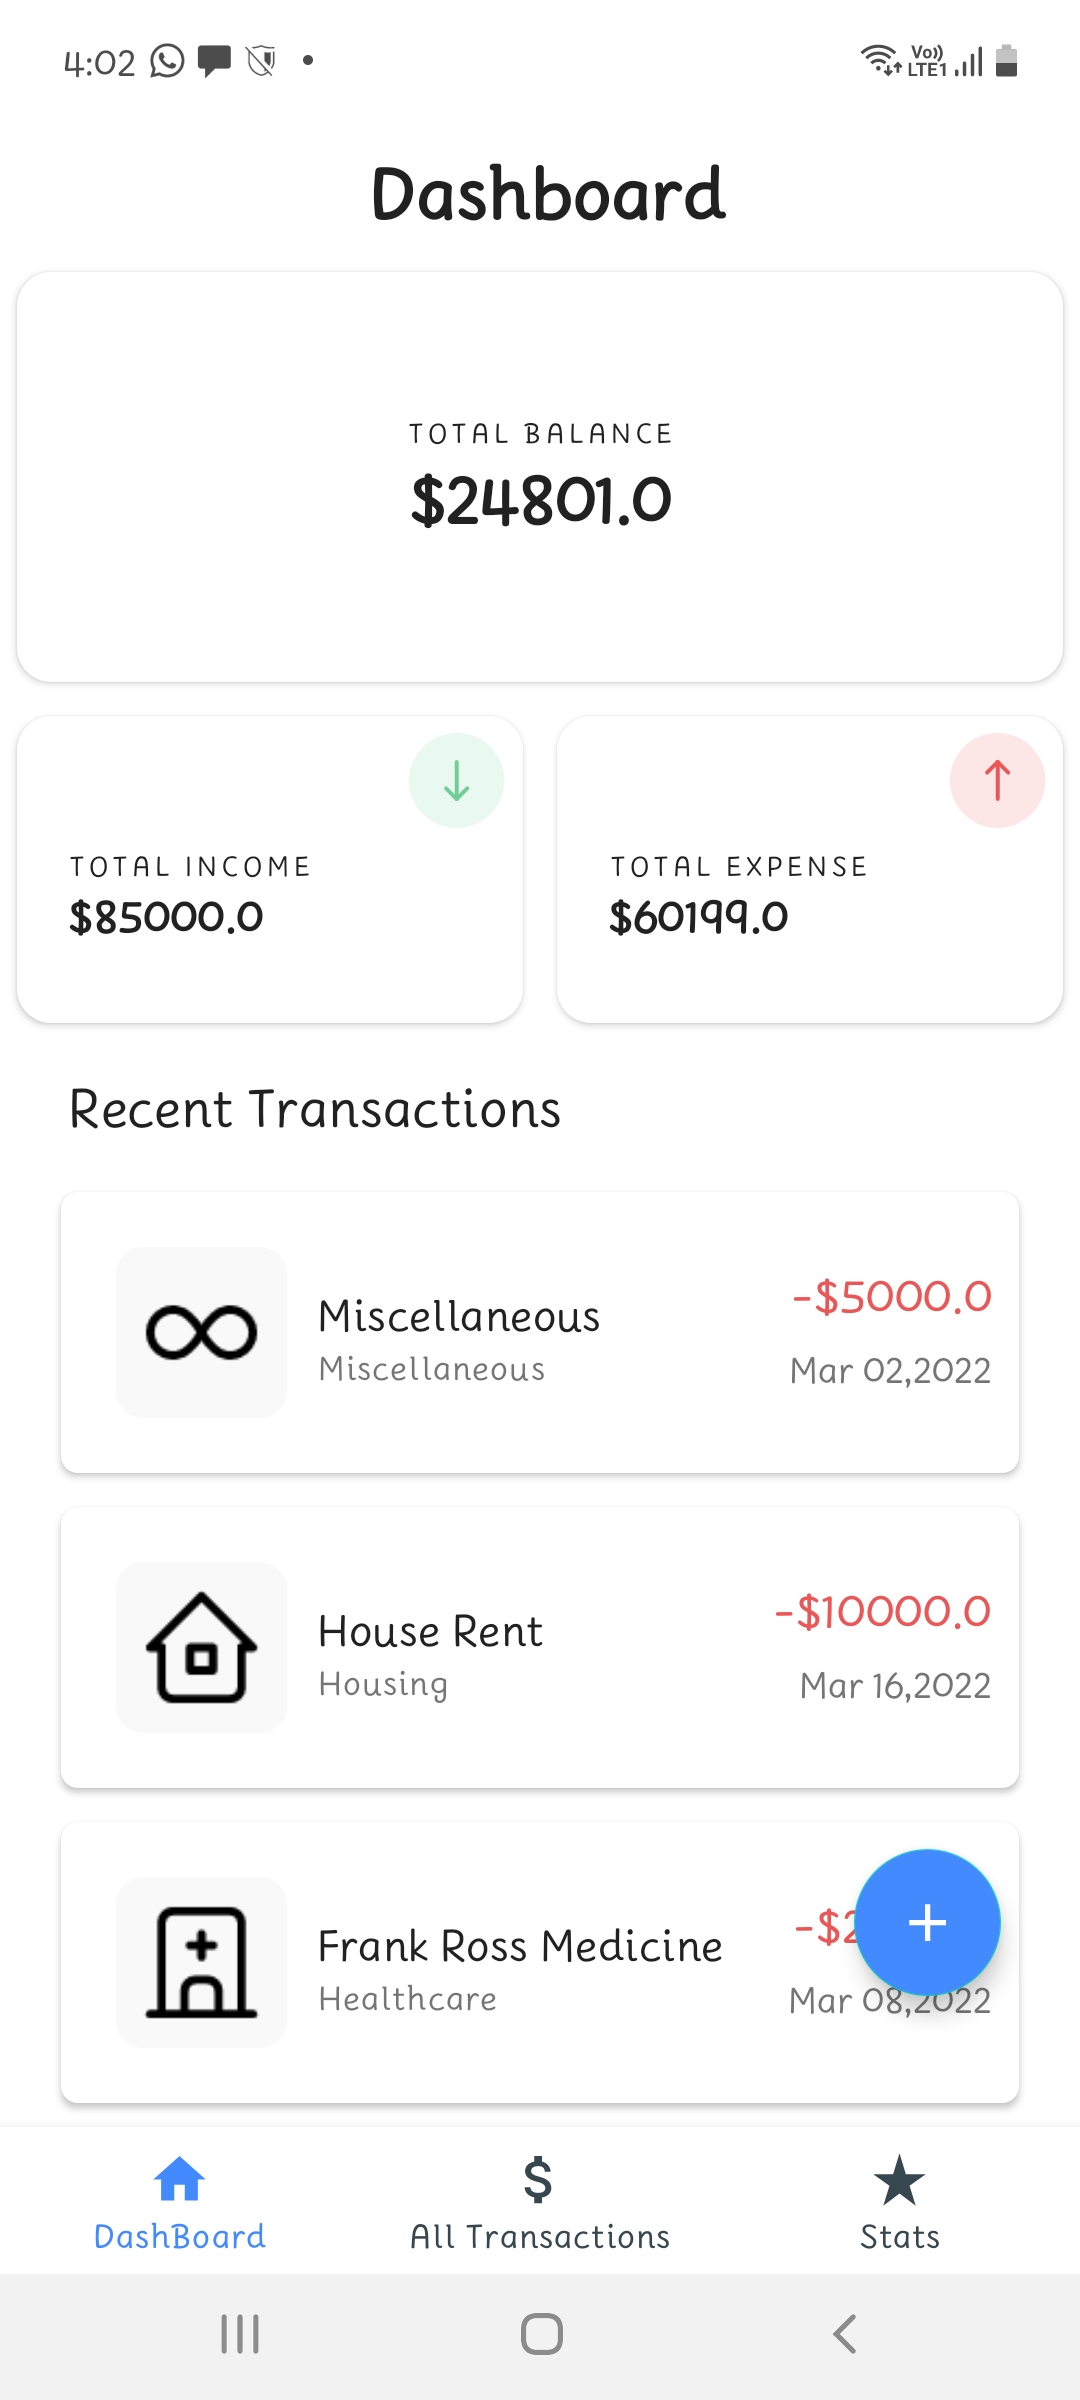 4:02
Vo))
LTE1
Dashboard
TOTAL BALANCE
$24801.0
TOTAL INCOME
$85000.0
TOTAL EXPENSE
$60199.0
Recent Transactions
Miscellaneous
Miscellaneous
-$5000.0
Mar 02,2022
House Rent
Housing
-$10000.0
Mar 16,2022
Frank Ross Medicine
Healthcare
-$2
Mar 08,2022
DashBoard
$
All Transactions
Stats